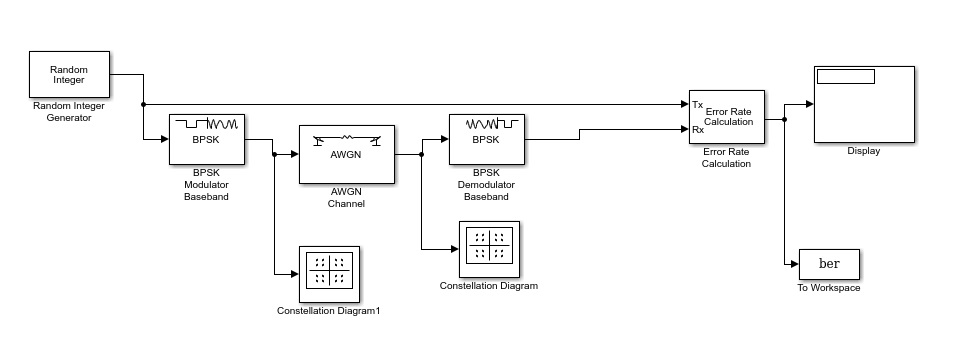 Random
Integer
Random Integer
Generator
BPSK
BPSK
Modulator
Baseband
AWGN
AWGN
Channel
BPSK
BPSK
Demodulator
Baseband
Constellation Diagram1
Constellation Diagram
Tx
Rx
Error Rate
Calculation
Error Rate
Calculation
Display
ber
To Workspace